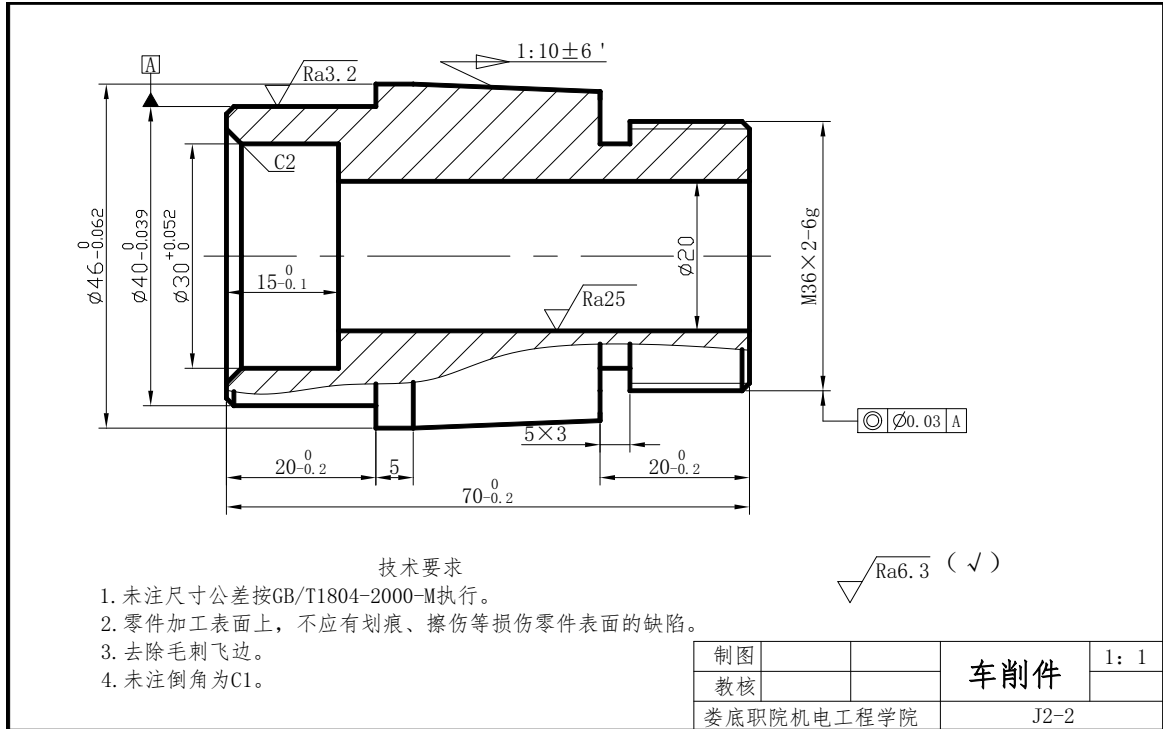 1:10±6 '
A
Ra3.2
C2
Ø46 0 -0.062
Ø40 0 -0.039
Ø30 +0.052 0
15 0 -0.1
Ø20
M36×2-6g
Ra25
◎ Ø0.03 A
5×3
20 0 -0.2
5
20 0 -0.2
70 0 -0.2
技术要求
Ra6.3 (√)
1.未注尺寸公差按GB/T1804-2000-M执行。
2.零件加工表面上，不应有划痕、擦伤等损伤零件表面的缺陷。
3.去除毛刺飞边。
4.未注倒角为C1。
制图 车削件 1: 1
教核
娄底职院机电工程学院 J2-2